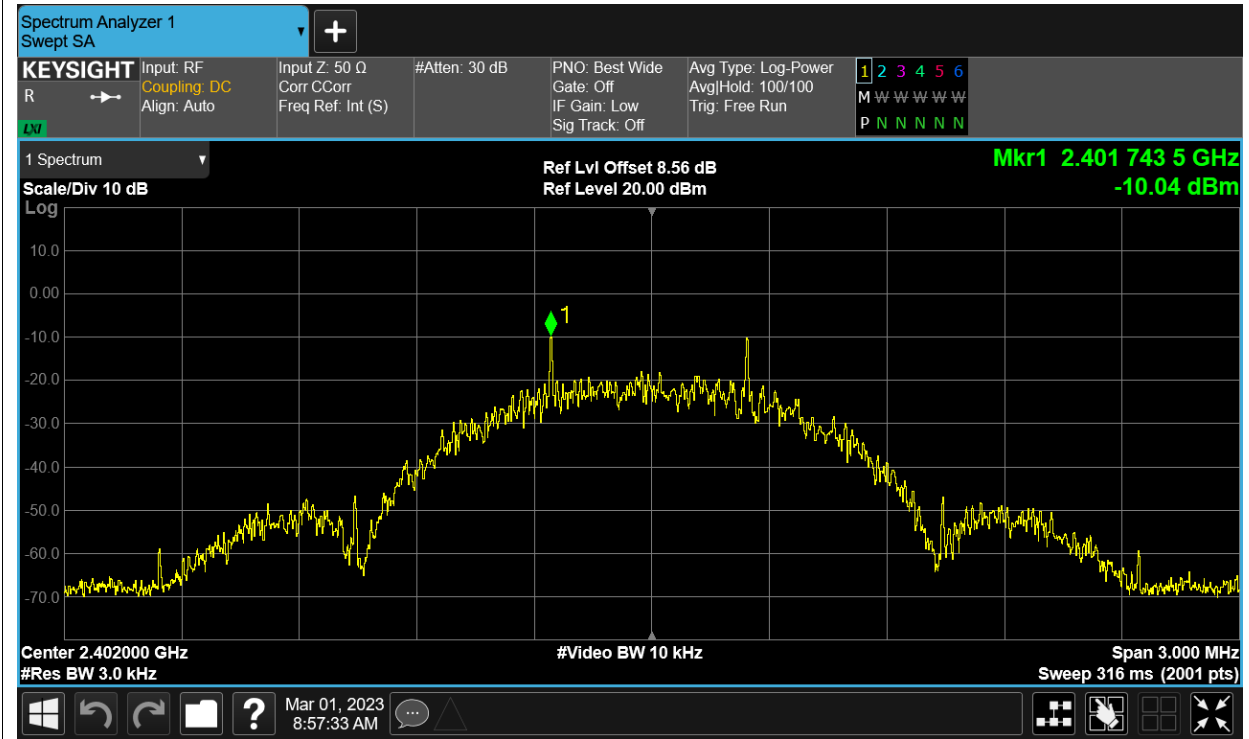 Spectrum Analyzer 1
Swept SA
+
KEYSIGHT
R
LXI
Input: RF
Coupling: DC
Align: Auto
Input Z: 50 Ω
Corr CCorr
Freq Ref: Int (S)
#Atten: 30 dB
PNO: Best Wide
Gate: Off
IF Gain: Low
Sig Track: Off
Avg Type: Log-Power
Avg|Hold: 100/100
Trig: Free Run
1 2 3 4 5 6
M W W W W W
P N N N N N
1 Spectrum
Scale/Div 10 dB
Log
Ref Lvl Offset 8.56 dB
Ref Level 20.00 dBm
Mkr1 2.401 743 5 GHz
-10.04 dBm
10.0
0.00
1
-10.0
-20.0
-30.0
-40.0
-50.0
-60.0
-70.0
Center 2.402000 GHz
#Res BW 3.0 kHz
#Video BW 10 kHz
Span 3.000 MHz
Sweep 316 ms (2001 pts)
?
Mar 01, 2023
8:57:33 AM